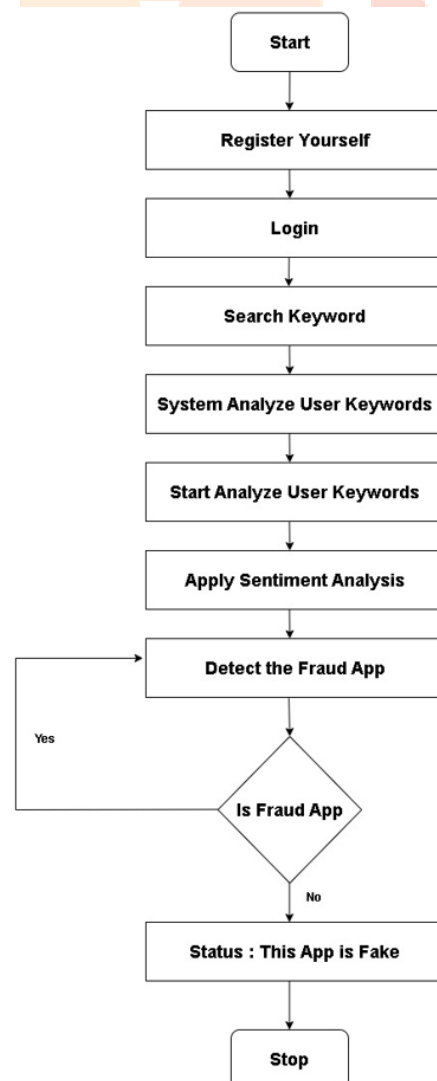 Start
Register Yourself
Login
Search Keyword
System Analyze User Keywords
Start Analyze User Keywords
Apply Sentiment Analysis
Detect the Fraud App
Yes
Is Fraud App
No
Status : This App is Fake
Stop